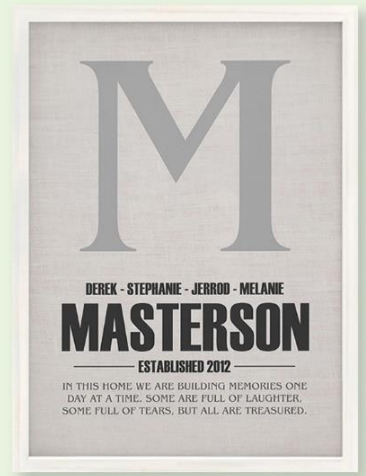 M
DEREK - STEPHANIE - JERROD - MELANIE
MASTERSON
ESTABLISHED 2012
IN THIS HOME WE ARE BUILDING MEMORIES ONE
DAY AT A TIME. SOME ARE FULL OF LAUGHTER,
SOME FULL OF TEARS, BUT ALL ARE TREASURED.